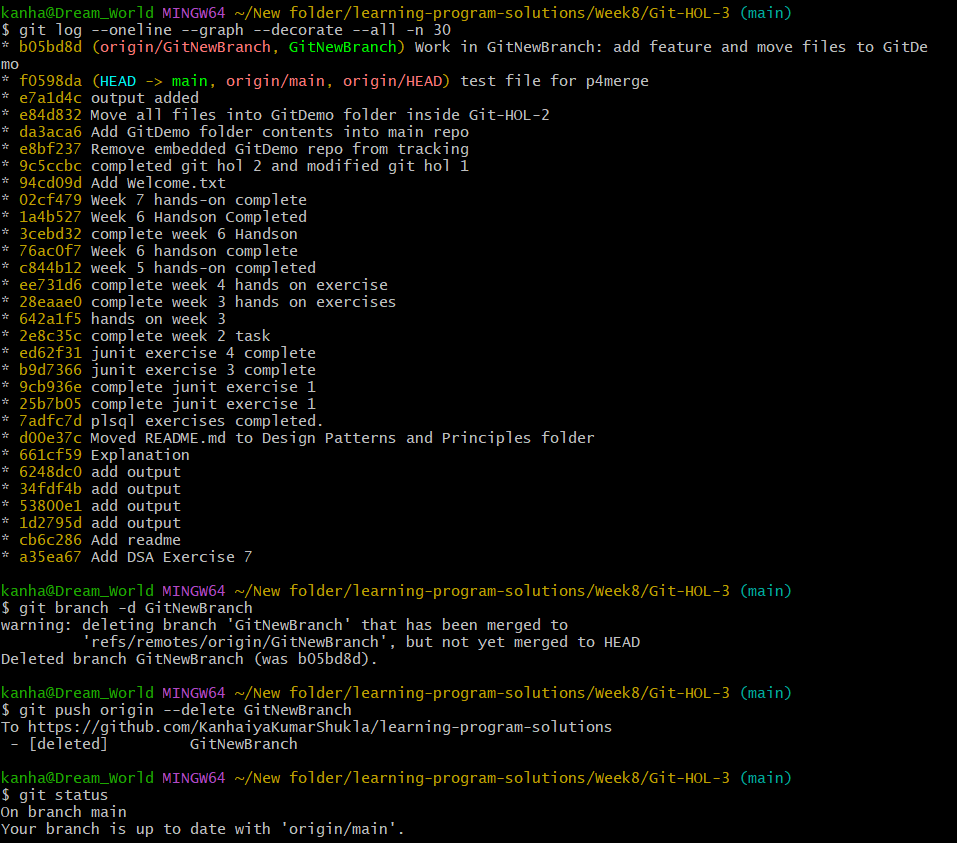 kanha@Dream_World MINGW64 ~/New folder/learning-program-solutions/Week8/Git-HOL-3 (main)
$ git log --oneline --graph --decorate --all -n 30
* b05bd8d (origin/GitNewBranch, GitNewBranch) Work in GitNewBranch: add feature and move files to GitDe
mo
* f0598da (HEAD -> main, origin/main, origin/HEAD) test file for p4merge
* e7a1d4c output added
* e84d832 Move all files into GitDemo folder inside Git-HOL-2
* da3aca6 Add GitDemo folder contents into main repo
* e8bf237 Remove embedded GitDemo repo from tracking
* 9c5ccbc completed git hol 2 and modified git hol 1
* 94cd09d Add Welcome.txt
* 02cf479 Week 7 hands-on complete
* 1a4b527 Week 6 Handson Completed
* 3cebd32 complete week 6 Handson
* 76ac0f7 Week 6 handson complete
* c844b12 week 5 hands-on completed
* ee731d6 complete week 4 hands on exercise
* 28eaae0 complete week 3 hands on exercises
* 642a1f5 hands on week 3
* 2e8c35c complete week 2 task
* ed62f31 junit exercise 4 complete
* b9d7366 junit exercise 3 complete
* 9cb936e complete junit exercise 1
* 25b7b05 complete junit exercise 1
* 7adfc7d plsql exercises completed.
* d00e37c Moved README.md to Design Patterns and Principles folder
* 661cf59 Explanation
* 6248dc0 add output
* 34fdf4b add output
* 53800e1 add output
* 1d2795d add output
* cb6c286 Add readme
* a35ea67 Add DSA Exercise 7
kanha@Dream_World MINGW64 ~/New folder/learning-program-solutions/Week8/Git-HOL-3 (main)
$ git branch -d GitNewBranch
warning: deleting branch 'GitNewBranch' that has been merged to
         'refs/remotes/origin/GitNewBranch', but not yet merged to HEAD
Deleted branch GitNewBranch (was b05bd8d).
kanha@Dream_World MINGW64 ~/New folder/learning-program-solutions/Week8/Git-HOL-3 (main)
$ git push origin --delete GitNewBranch
To https://github.com/KanhaiyaKumarShukla/learning-program-solutions
 - [deleted]         GitNewBranch
kanha@Dream_World MINGW64 ~/New folder/learning-program-solutions/Week8/Git-HOL-3 (main)
$ git status
On branch main
Your branch is up to date with 'origin/main'.